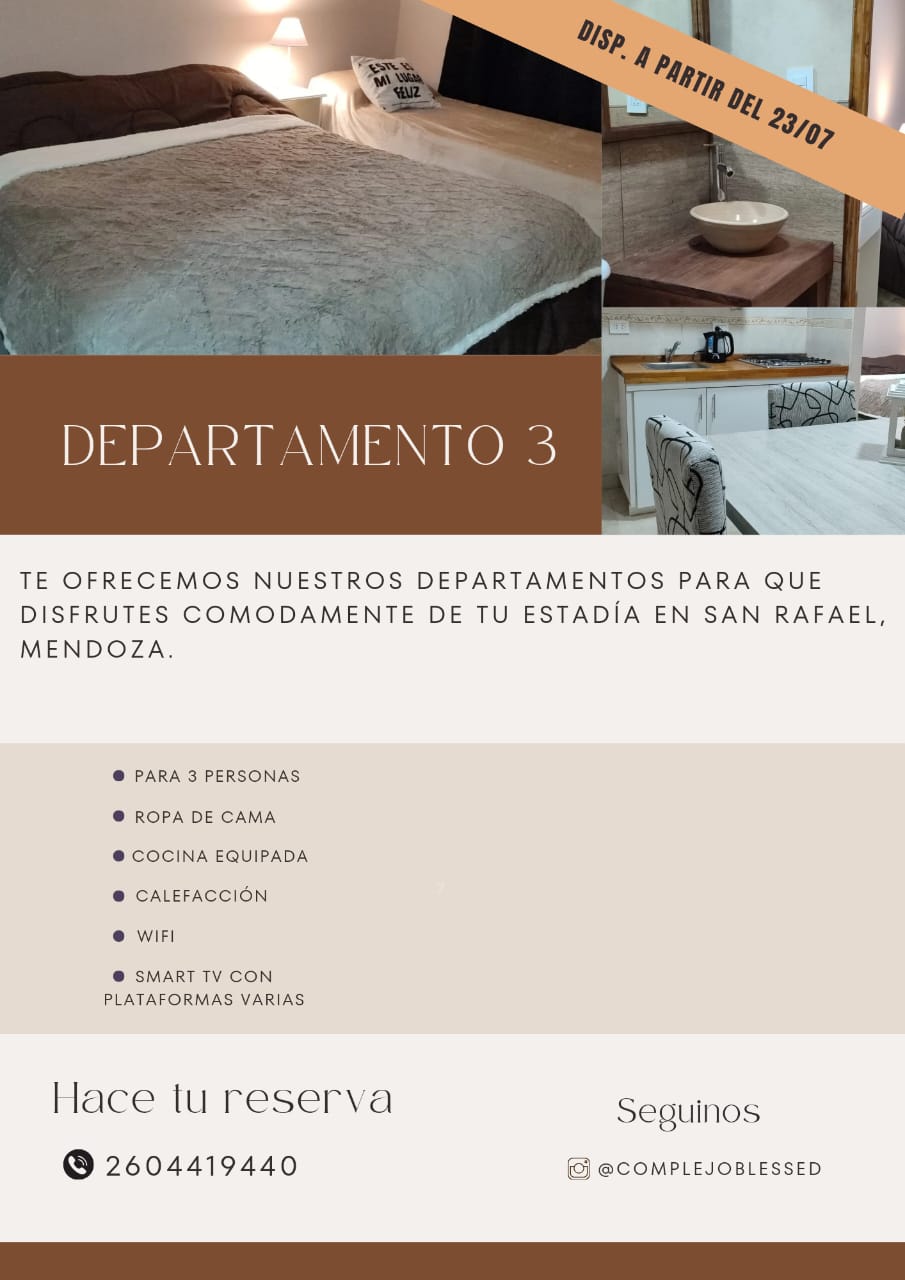 DISP. A PARTIR DEL 23/07
ESTE ES
MI LUGAR
FELIZ
DEPARTAMENTO 3
TE OFRECEMOS NUESTROS DEPARTAMENTOS PARA QUE
DISFRUTES COMODAMENTE DE TU ESTADÍA EN SAN RAFAEL,
MENDOZA.
PARA 3 PERSONAS
ROPA DE CAMA
COCINA EQUIPADA
CALEFACCIÓN
WIFI
SMART TV CON
PLATAFORMAS VARIAS
Hace tu reserva
2604419440
Seguinos
@COMPLEJOBLESSED